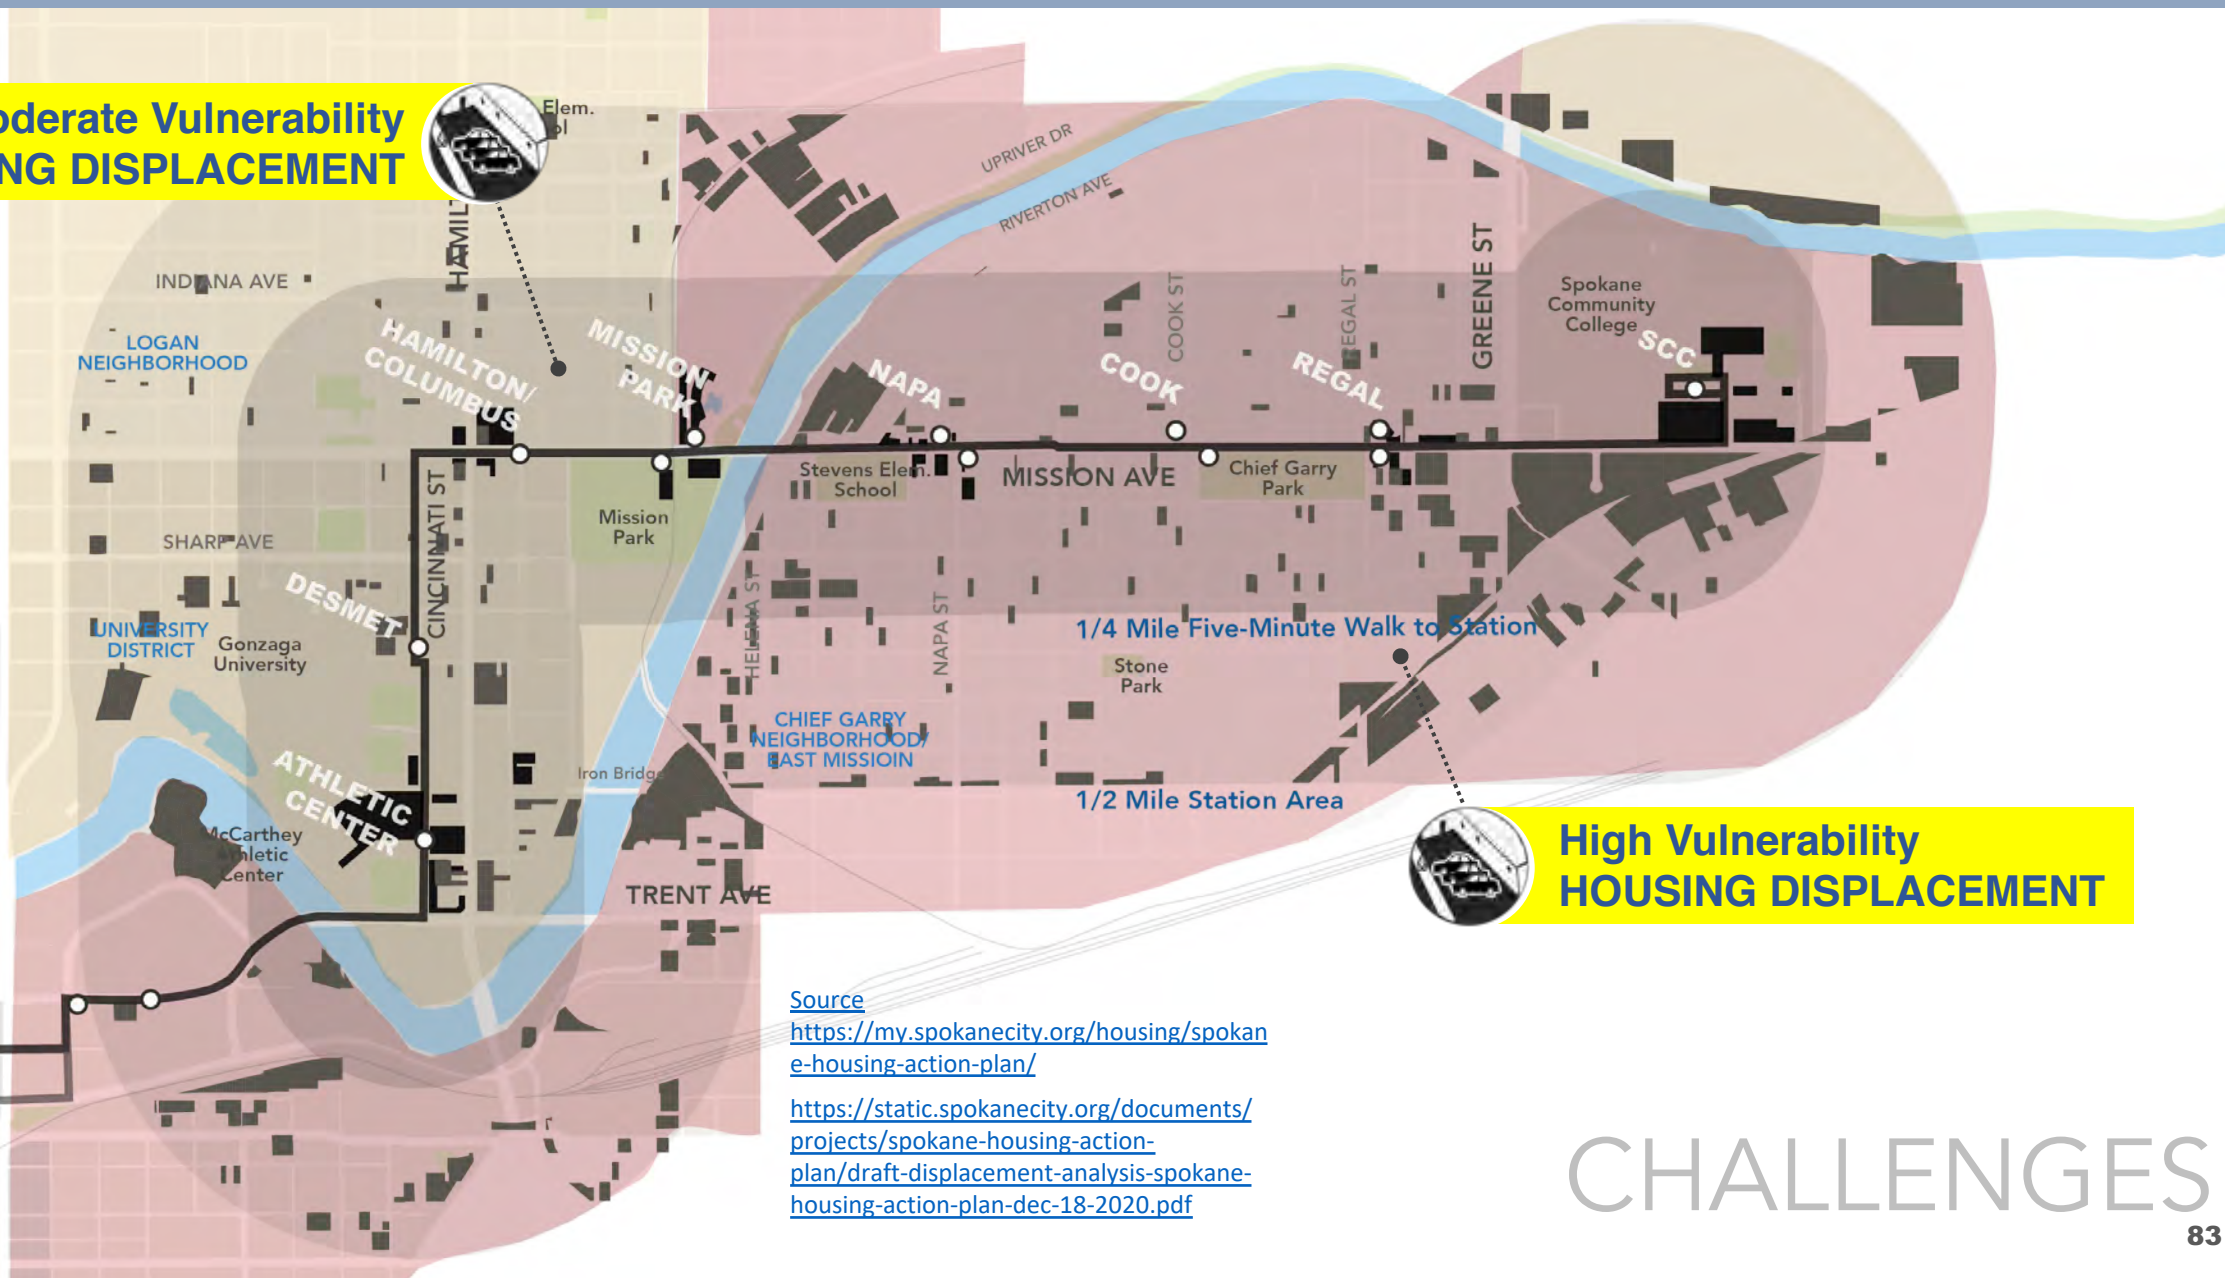 oderate Vulnerability
NG DISPLACEMENT
Elem.
ol
HAMIL
UPRIVER DR
RIVERTON AVE
INDIANA AVE
LOGAN
NEIGHBORHOOD
HAMILTON/
COLUMBUS
MISSION
PARK
NAPA
COOK
COOK ST
REGAL
REGAL ST
GREENE ST
Spokane
Community
College
SCC
Stevens Elem.
School
MISSION AVE
Chief Garry
Park
CINCINNATI ST
Mission
Park
SHARP AVE
DESMET
UNIVERSITY
DISTRICT
Gonzaga
University
HELENA ST
NAPA ST
1/4 Mile Five-Minute Walk to Station
Stone
Park
CHIEF GARRY
NEIGHBORHOOD/
EAST MISSIOIN
Iron Bridge
1/2 Mile Station Area
ATHLETIC
CENTER
McCarthey
Athletic
Center
TRENT AVE
High Vulnerability
HOUSING DISPLACEMENT
Source
https://my.spokanecity.org/housing/spokan
e-housing-action-plan/
https://static.spokanecity.org/documents/
projects/spokane-housing-action-
plan/draft-displacement-analysis-spokane-
housing-action-plan-dec-18-2020.pdf
CHALLENGES
83